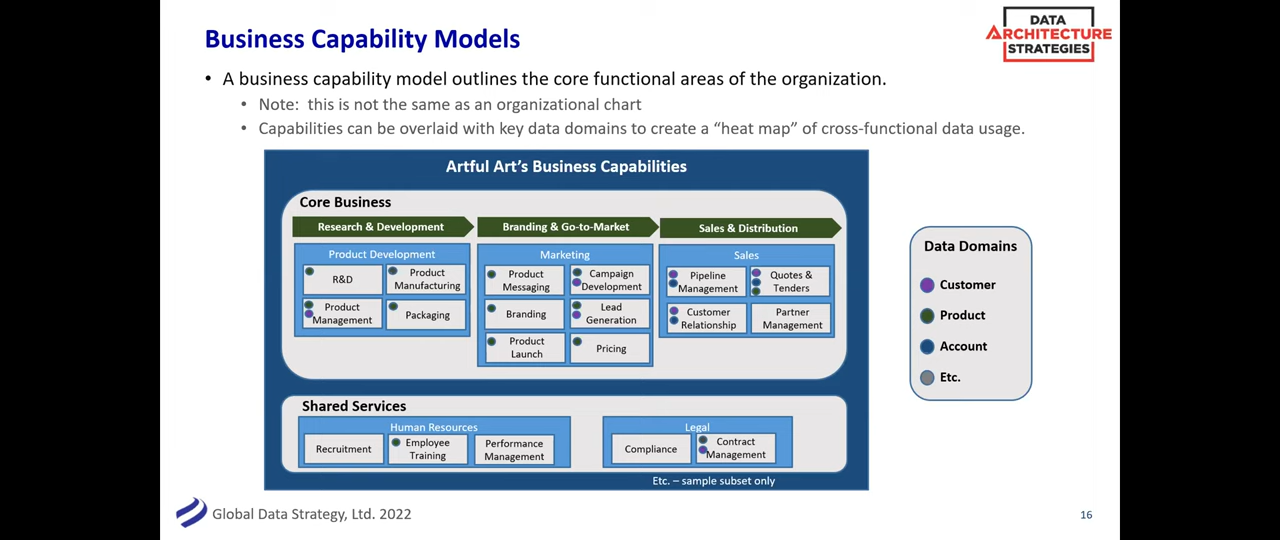 Business Capability Models
DATA
ARCHITECTURE
STRATEGIES
• A business capability model outlines the core functional areas of the organization.
• Note: this is not the same as an organizational chart
• Capabilities can be overlaid with key data domains to create a “heat map” of cross-functional data usage.
Artful Art’s Business Capabilities
Core Business
Research & Development
Branding & Go-to-Market
Sales & Distribution
Product Development
R&D
Product
Manufacturing
Product
Management
Packaging
Marketing
Product
Messaging
Campaign
Development
Branding
Lead
Generation
Product
Launch
Pricing
Sales
Pipeline
Management
Quotes &
Tenders
Customer
Relationship
Partner
Management
Data Domains
Customer
Product
Account
Etc.
Shared Services
Human Resources
Recruitment
Employee
Training
Performance
Management
Legal
Compliance
Contract
Management
Etc. – sample subset only
Global Data Strategy, Ltd. 2022
16